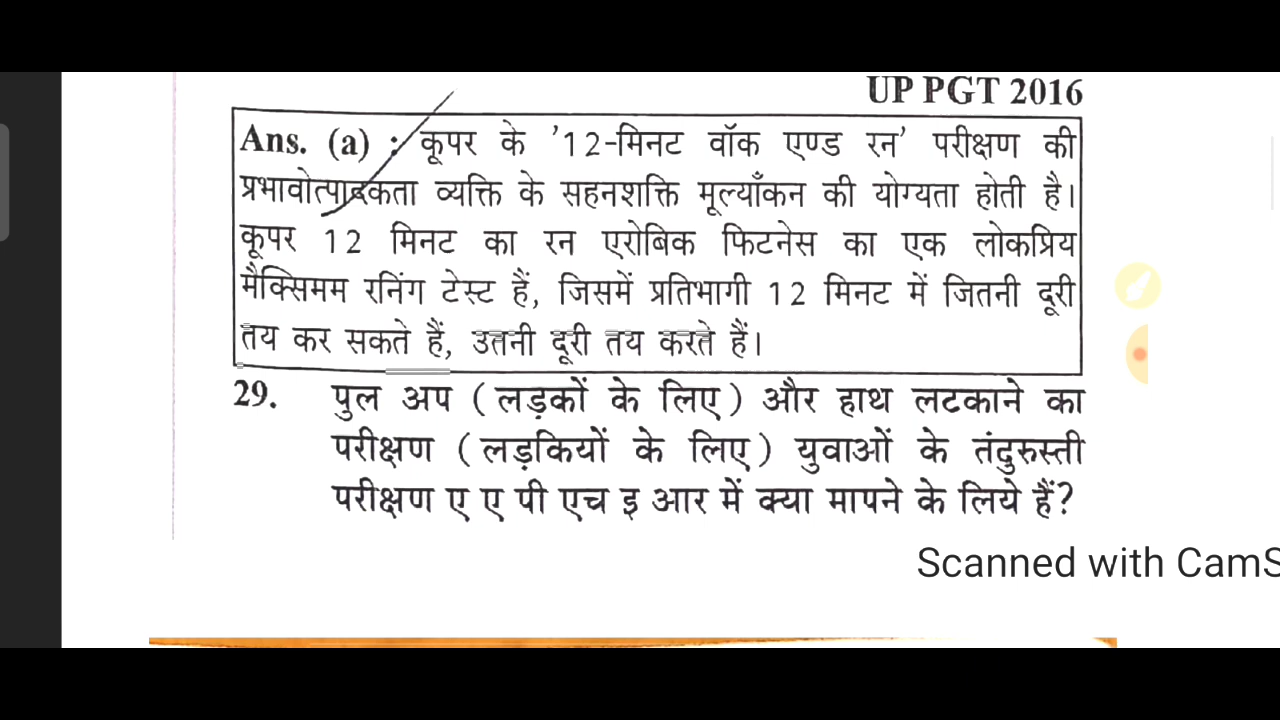 UP PGT 2016
Ans. (a) : कूपर के '12-मिनट वॉक एण्ड रन' परीक्षण की
प्रभावोत्पादकता व्यक्ति के सहनशक्ति मूल्याँकन की योग्यता होती है।
कूपर 12 मिनट का रन एरोबिक फिटनेस का एक लोकप्रिय
मैक्सिमम रनिंग टेस्ट हैं, जिसमें प्रतिभागी 12 मिनट में जितनी दूरी
तय कर सकते हैं, उतनी दूरी तय करते हैं।
29. पुल अप (लड़कों के लिए) और हाथ लटकाने का
परीक्षण (लड़कियों के लिए) युवाओं के तंदुरुस्ती
परीक्षण ए ए पी एच इ आर में क्या मापने के लिये हैं?
Scanned with CamS